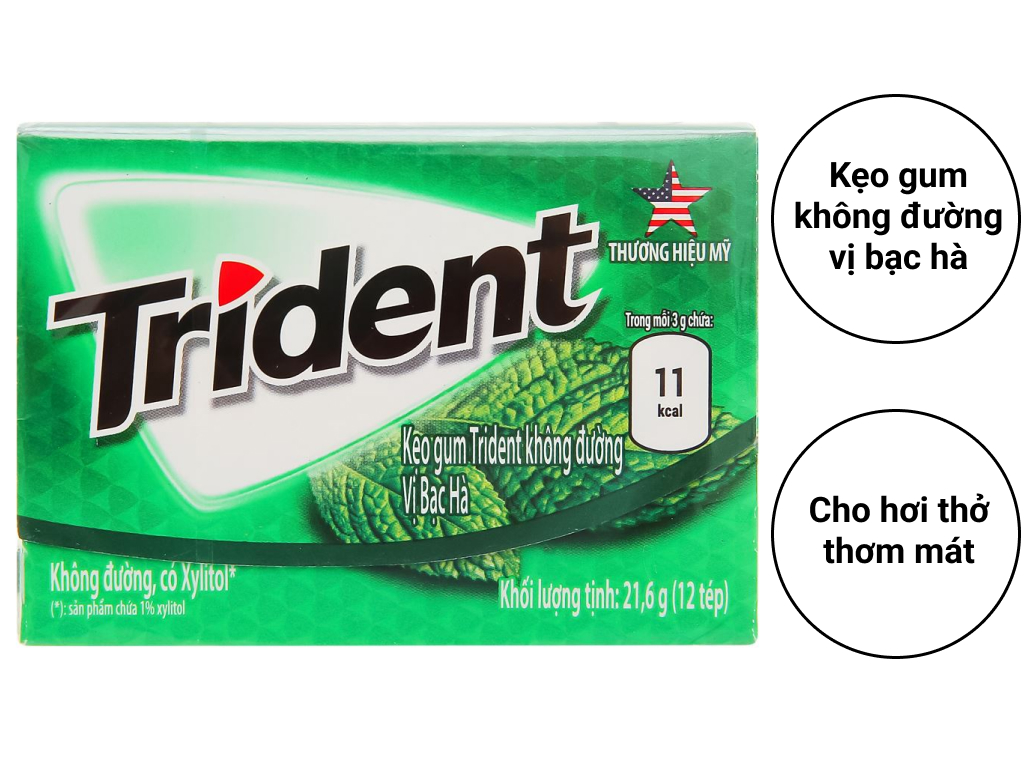 Trident
THƯƠNG HIỆU MỸ
Trong mỗi 3 g chứa:
11
kcal
Kẹo gum Trident không đường
Vị Bạc Hà
Không đường, có Xylitol*
(*): sản phẩm chứa 1% xylitol
Khối lượng tịnh: 21,6 g (12 tép)
Kẹo gum
không đường
vị bạc hà
Cho hơi thở
thơm mát